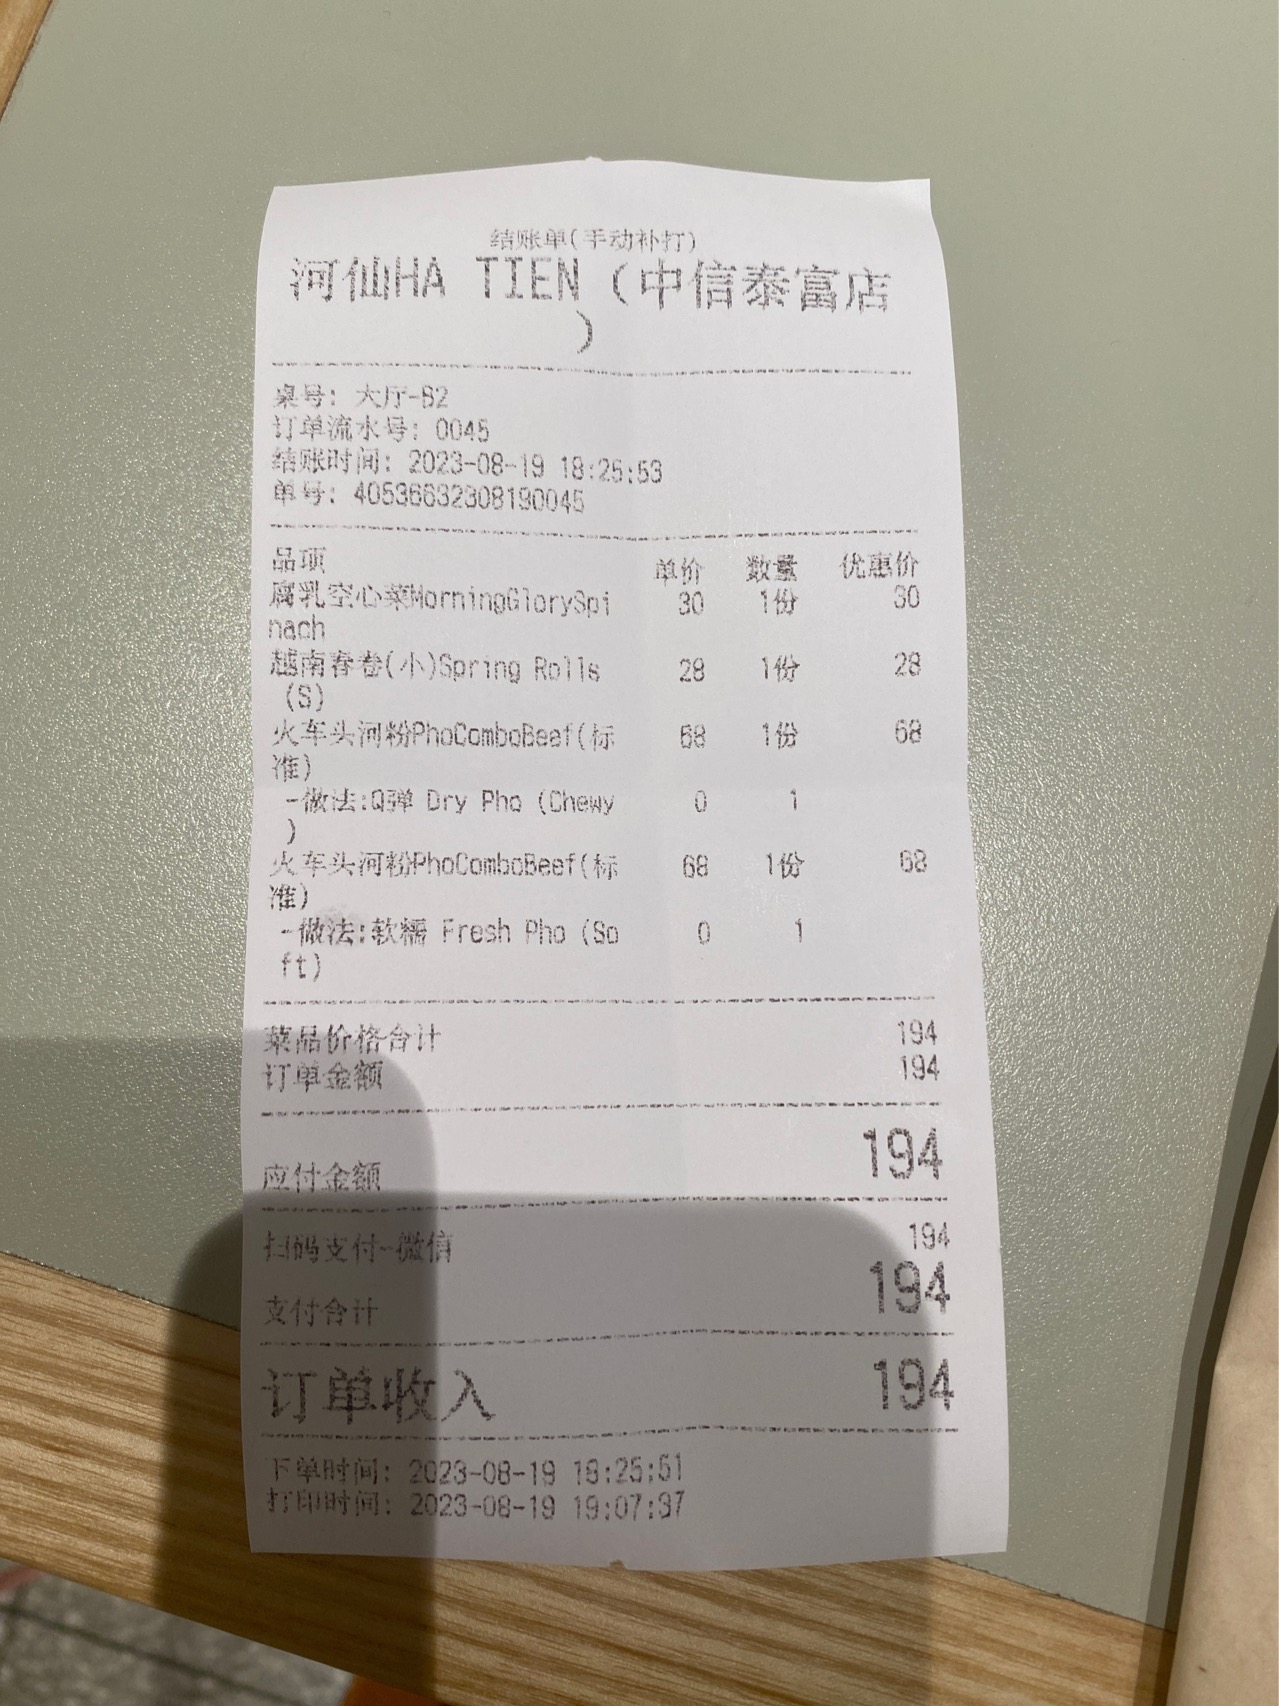 结账单(手动补打)
河仙HA TIEN (中信泰富店
)
桌号: 大厅-B2
订单流水号: 0045
结账时间: 2023-08-19 18:25:53
单号: 40536632308190045
品项 单价 数量 优惠价
腐乳空心菜MorningGlorySpi 30 1份 30
nach
越南春卷(小)Spring Rolls 28 1份 28
(S)
火车头河粉PhoComboBeef(标 68 1份 68
准)
-做法:Q弹 Dry Pho (Chewy 0 1
)
火车头河粉PhoComboBeef(标 68 1份 68
准)
-做法:软糯 Fresh Pho (So 0 1
ft)
菜品价格合计 194
订单金额 194
应付金额 194
扫码支付-微信 194
支付合计 194
订单收入 194
下单时间: 2023-08-19 18:25:51
打印时间: 2023-08-19 19:07:37